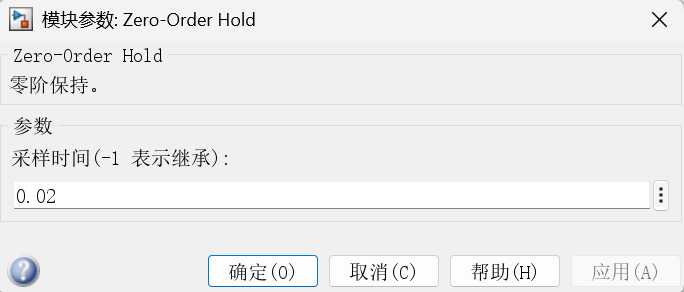 模块参数: Zero-Order Hold
Zero-Order Hold
零阶保持。
参数
采样时间(-1 表示继承):
0.02
确定(O) 取消(C) 帮助(H) 应用(A)